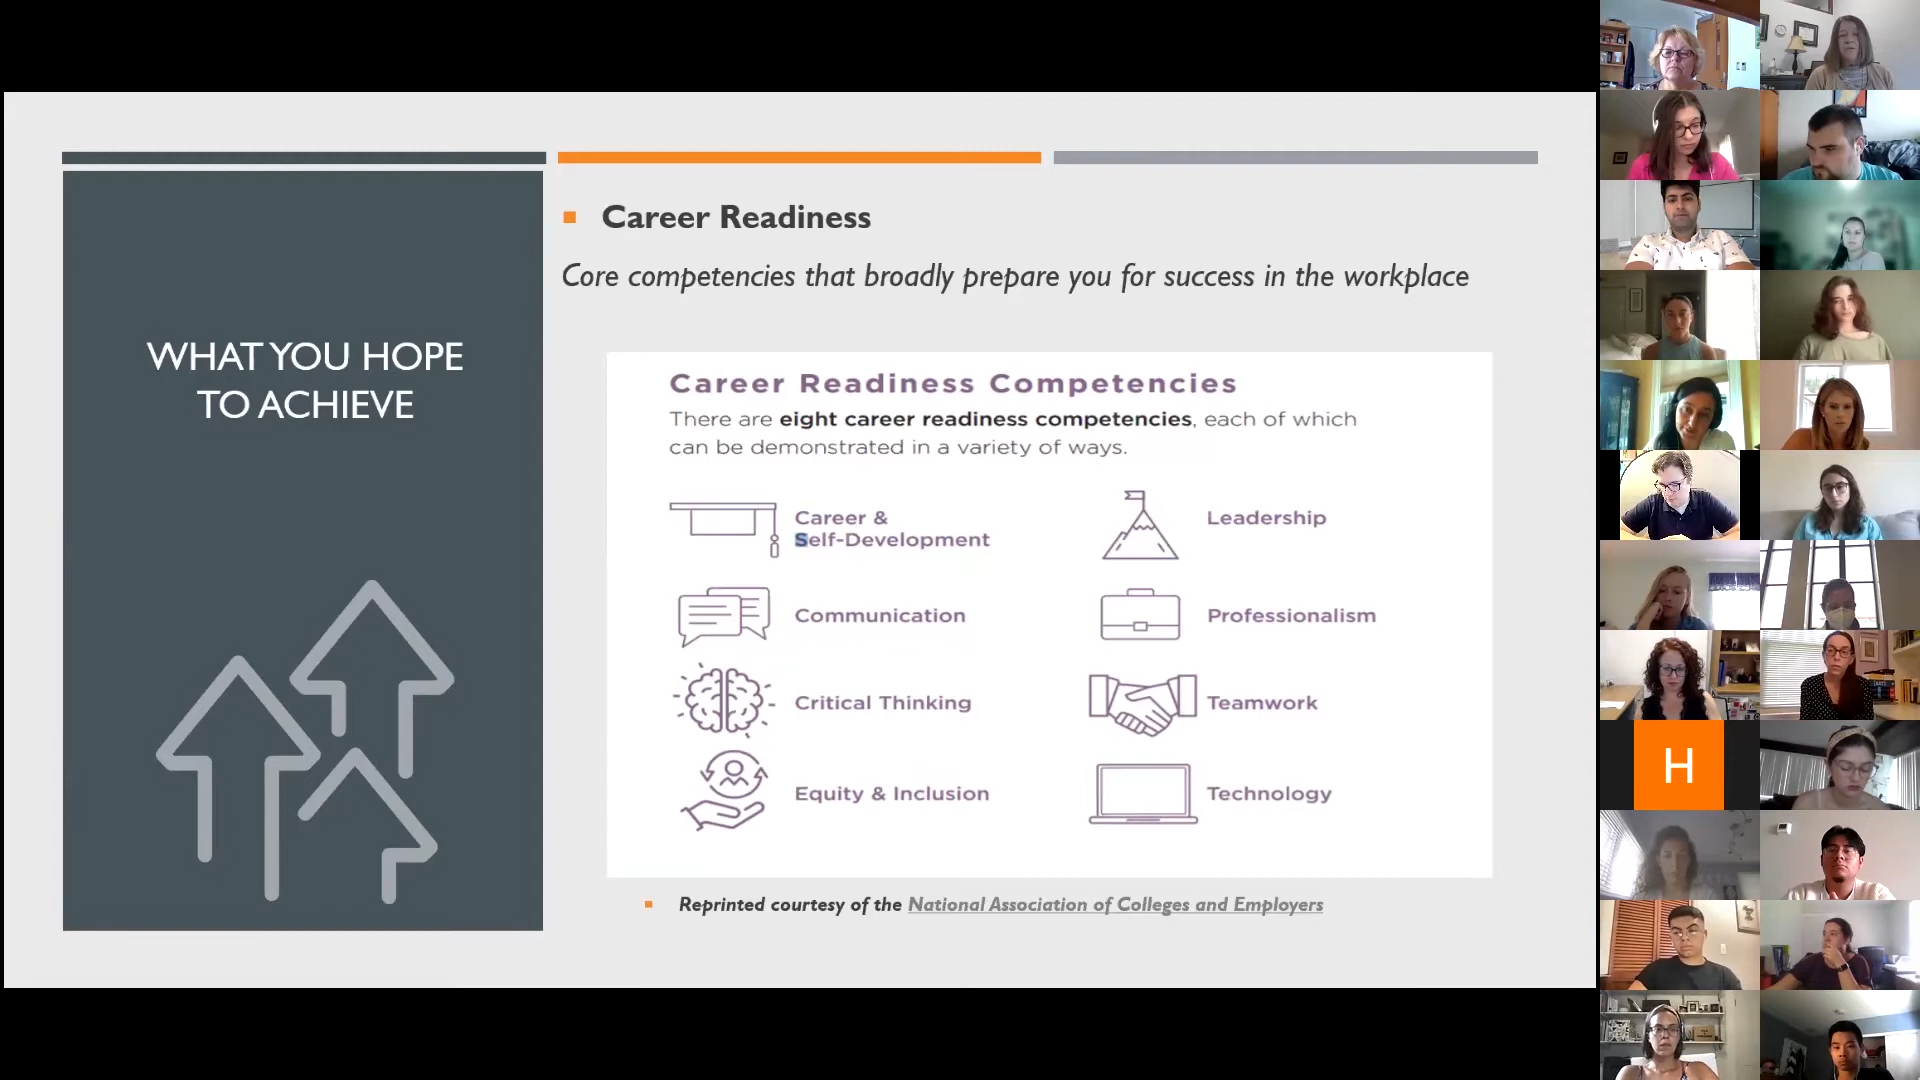 WHAT YOU HOPE
TO ACHIEVE
Career Readiness
Core competencies that broadly prepare you for success in the workplace
Career Readiness Competencies
There are eight career readiness competencies, each of which
can be demonstrated in a variety of ways.
Career &
Self-Development
Leadership
Communication
Professionalism
Critical Thinking
Teamwork
Equity & Inclusion
Technology
Reprinted courtesy of the National Association of Colleges and Employers
H